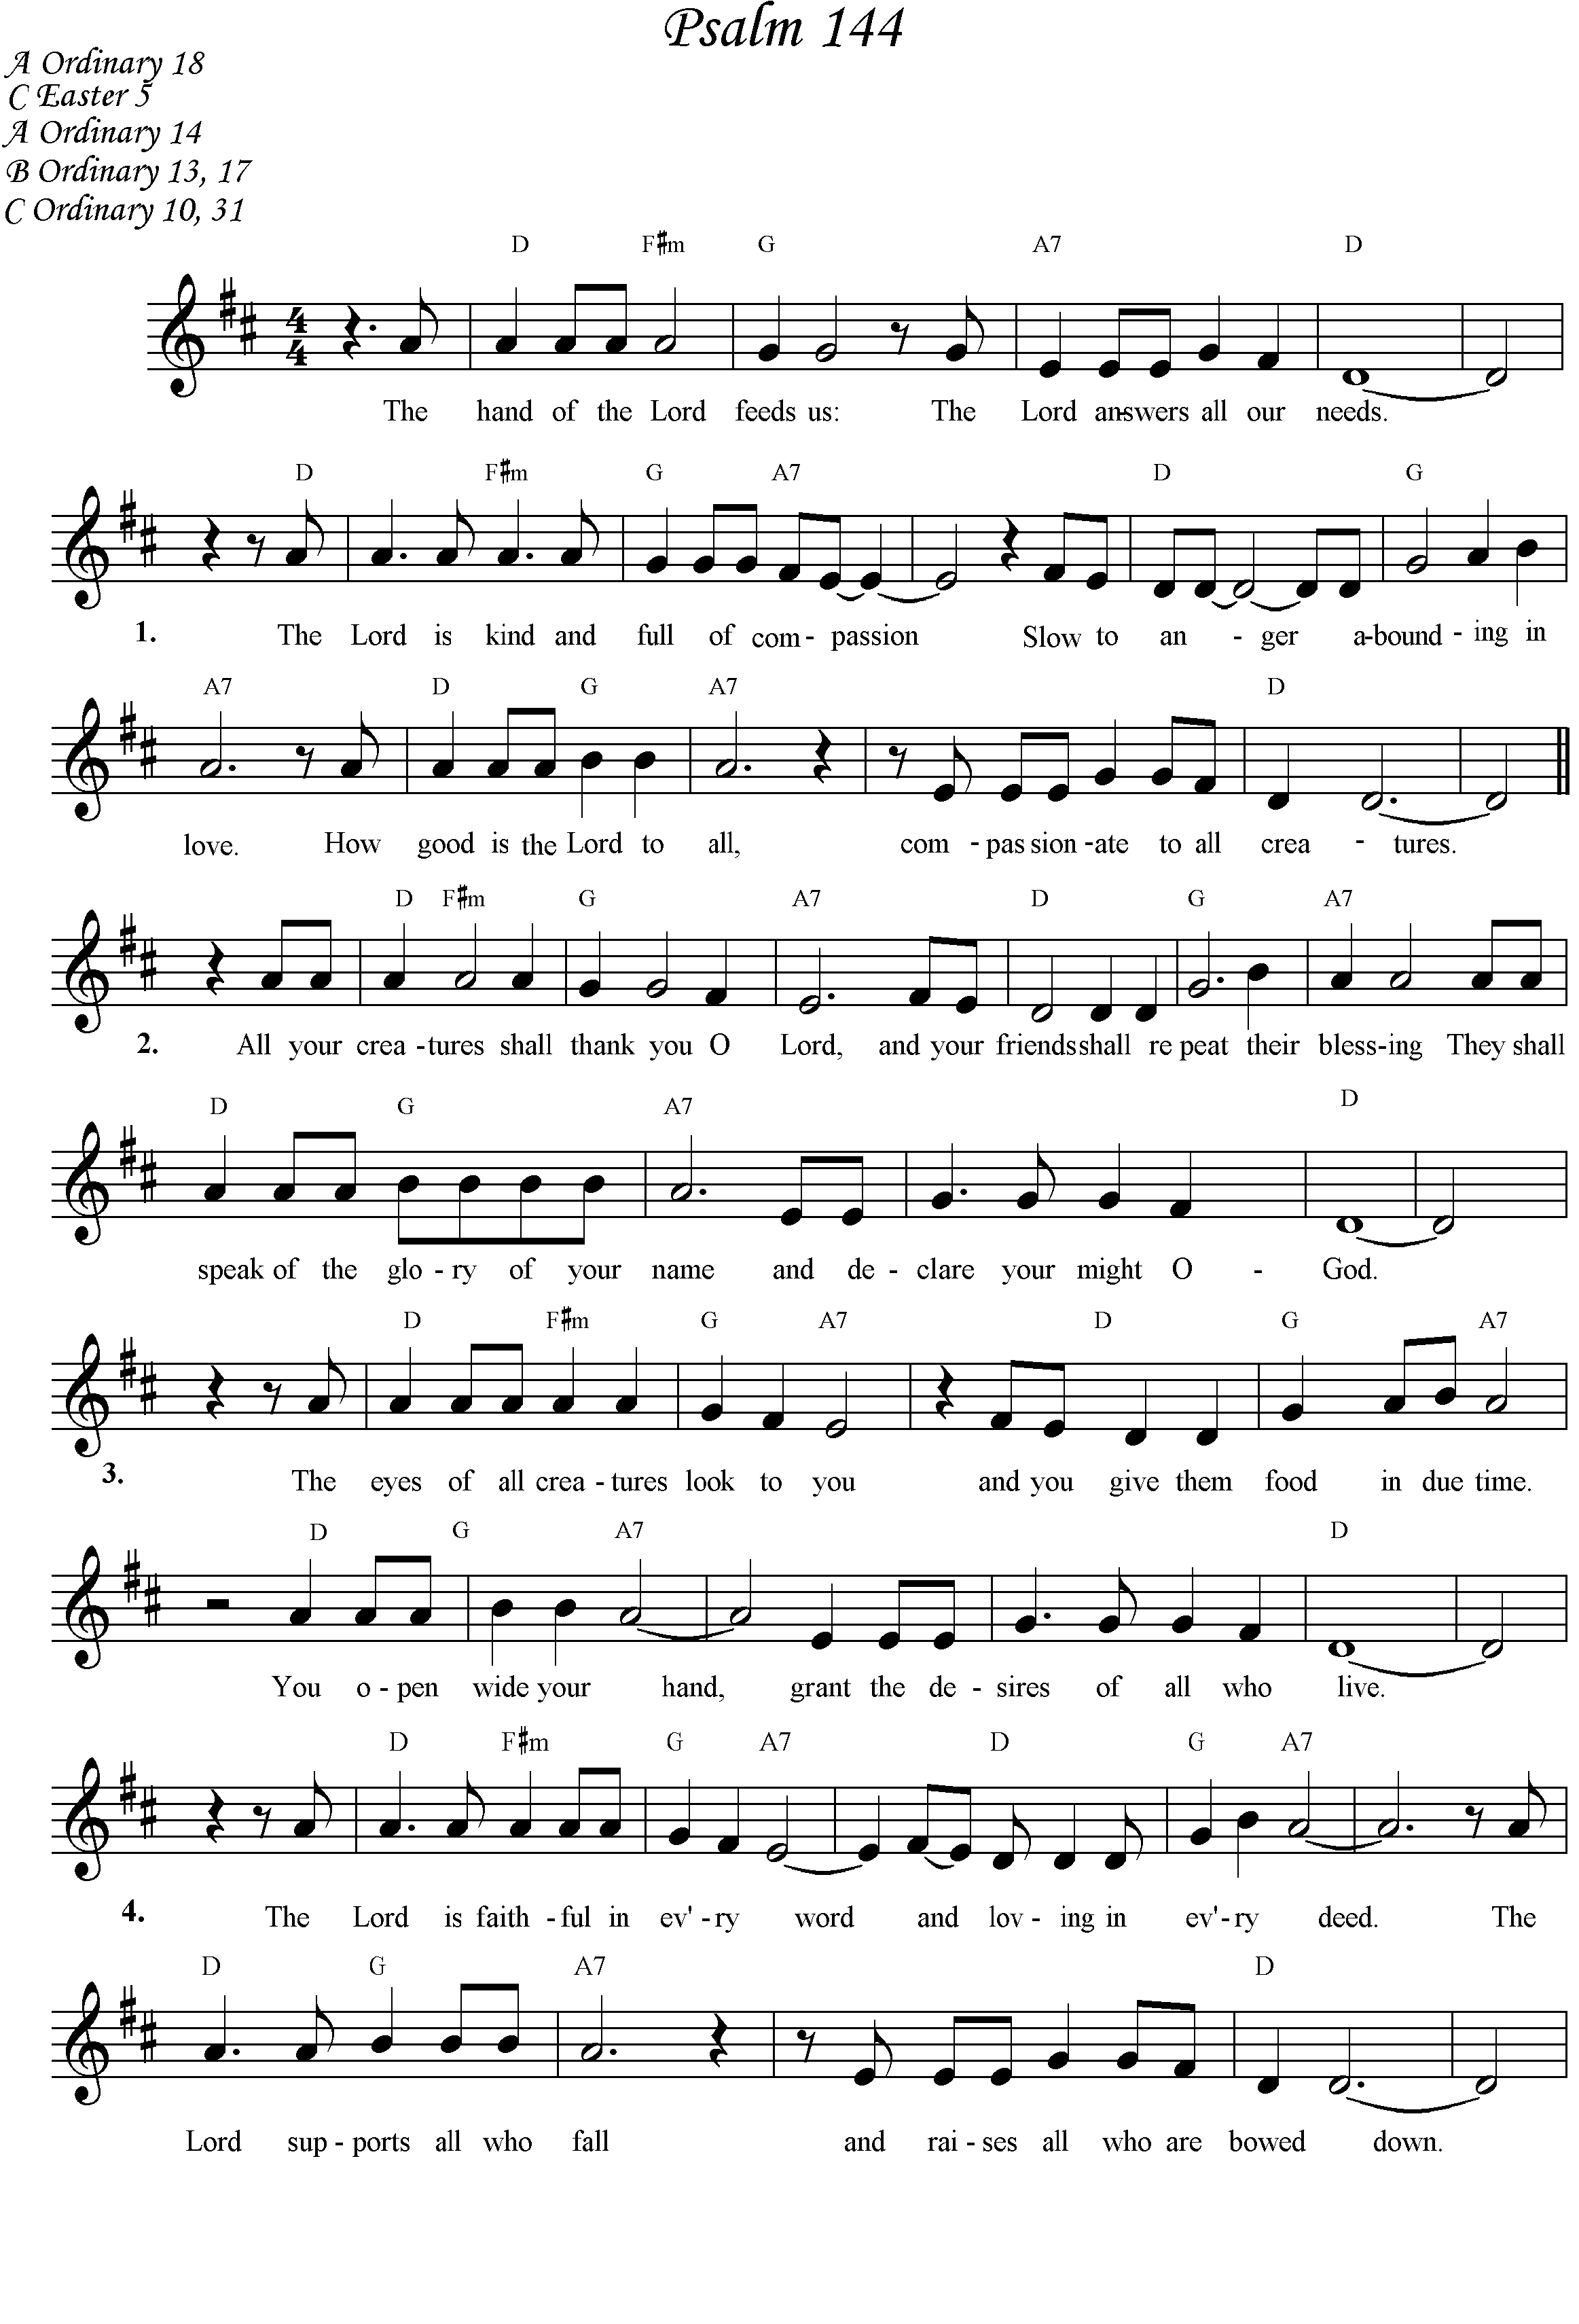 Psalm 144
A Ordinary 18
C Easter 5
A Ordinary 14
B Ordinary 13, 17
C Ordinary 10, 31
D F#m G A7 D
4
4
The hand of the Lord feeds us: The Lord an-swers all our needs.
D F#m G A7 D G
1. The Lord is kind and full of com - passion Slow to an - ger a-bound - ing in
A7 D G A7 D
love. How good is the Lord to all, com - pas sion -ate to all crea - tures.
D F#m G A7 D G A7
2. All your crea -tures shall thank you O Lord, and your friends shall re peat their bless-ing They shall
D G A7 D
speak of the glo - ry of your name and de - clare your might O - God.
D F#m G A7 D G A7
3. The eyes of all crea - tures look to you and you give them food in due time.
D G A7 D
You o - pen wide your hand, grant the de - sires of all who live.
D F#m G A7 D G A7
4. The Lord is faith -ful in ev' -ry word and lov - ing in ev'-ry deed. The
D G A7 D
Lord sup - ports all who fall and rai - ses all who are bowed down.